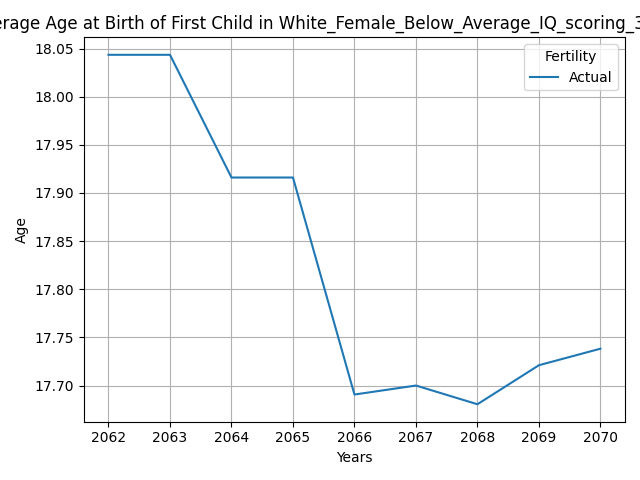 erage Age at Birth of First Child in White_Female_Below_Average_IQ_scoring_3
Fertility
Actual
18.05
18.00
17.95
17.90
17.85
17.80
17.75
17.70
Age
2062 2063 2064 2065 2066 2067 2068 2069 2070
Years